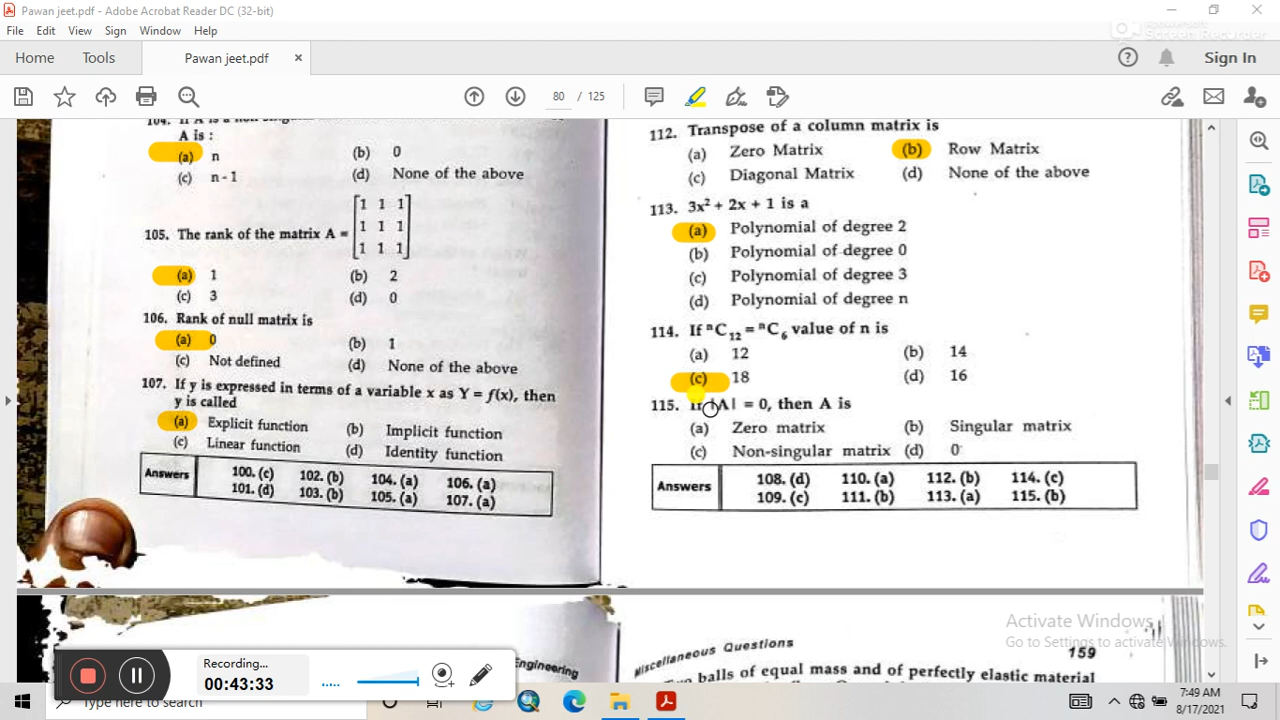 Pawan jeet.pdf - Adobe Acrobat Reader DC (32-bit)
File Edit View Sign Window Help
Home Tools Pawan jeet.pdf × Sign In
80 / 125
A is :
(a) n (b) 0
(c) n - 1 (d) None of the above
105. The rank of the matrix A = [1 1 1
1 1 1
1 1 1]
(a) 1 (b) 2
(c) 3 (d) 0
106. Rank of null matrix is
(a) 0 (b) 1
(c) Not defined (d) None of the above
107. If y is expressed in terms of a variable x as Y = f(x), then
y is called
(a) Explicit function (b) Implicit function
(c) Linear function (d) Identity function
Answers
100. (c) 102. (b) 104. (a) 106. (a)
101. (d) 103. (b) 105. (a) 107. (a)
112. Transpose of a column matrix is
(a) Zero Matrix (b) Row Matrix
(c) Diagonal Matrix (d) None of the above
113. 3x² + 2x + 1 is a
(a) Polynomial of degree 2
(b) Polynomial of degree 0
(c) Polynomial of degree 3
(d) Polynomial of degree n
114. If ⁿC₁₂ = ⁿC₆ value of n is
(a) 12 (b) 14
(c) 18 (d) 16
115. If |A| = 0, then A is
(a) Zero matrix (b) Singular matrix
(c) Non-singular matrix (d) 0
Answers
108. (d) 110. (a) 112. (b) 114. (c)
109. (c) 111. (b) 113. (a) 115. (b)
Activate Windows
Go to Settings to activate Windows.
Engineering
Miscellaneous Questions 159
balls of equal mass and of perfectly elastic material
Recording...
00:43:33
Type here to search
7:49 AM
8/17/2021
Screen Recorder